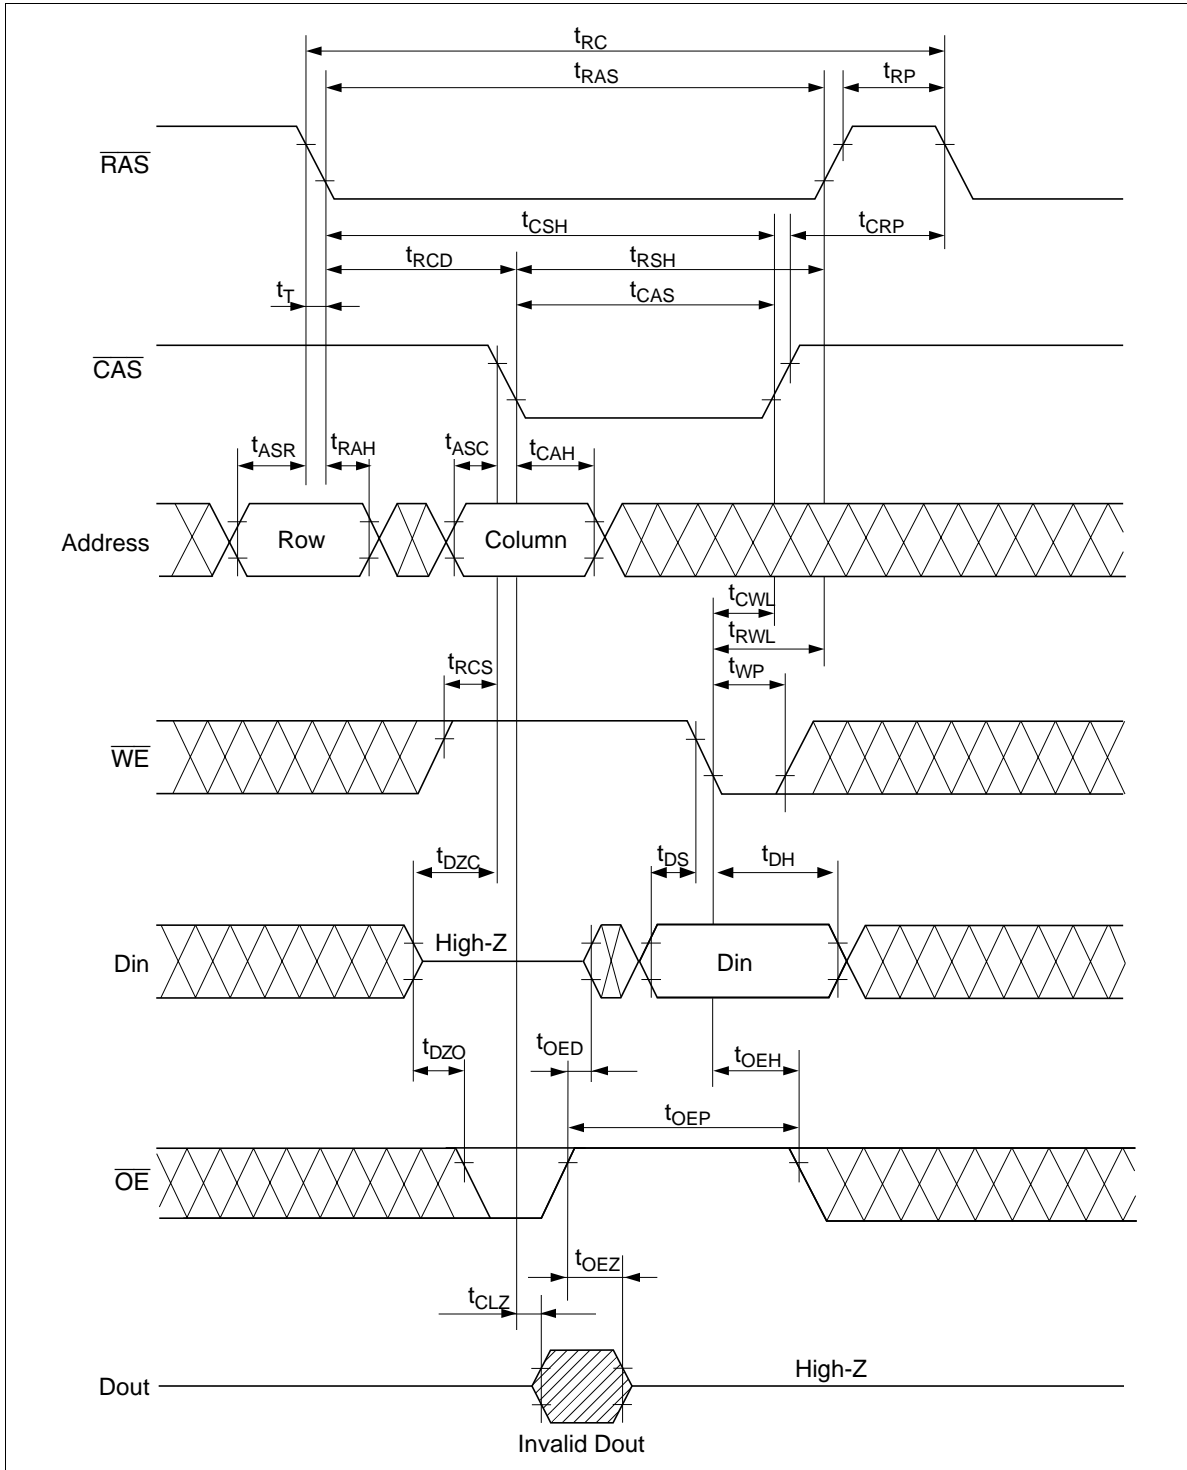 tRC
tRAS
tRP
RAS
tCSH
tCRP
tRCD
tRSH
tT
tCAS
CAS
tASR
tRAH
tASC
tCAH
Address
Row
Column
tCWL
tRWL
tRCS
tWP
WE
tDZC
tDS
tDH
High-Z
Din
Din
tDZO
tOED
tOEH
tOEP
OE
tOEZ
tCLZ
High-Z
Dout
Invalid Dout